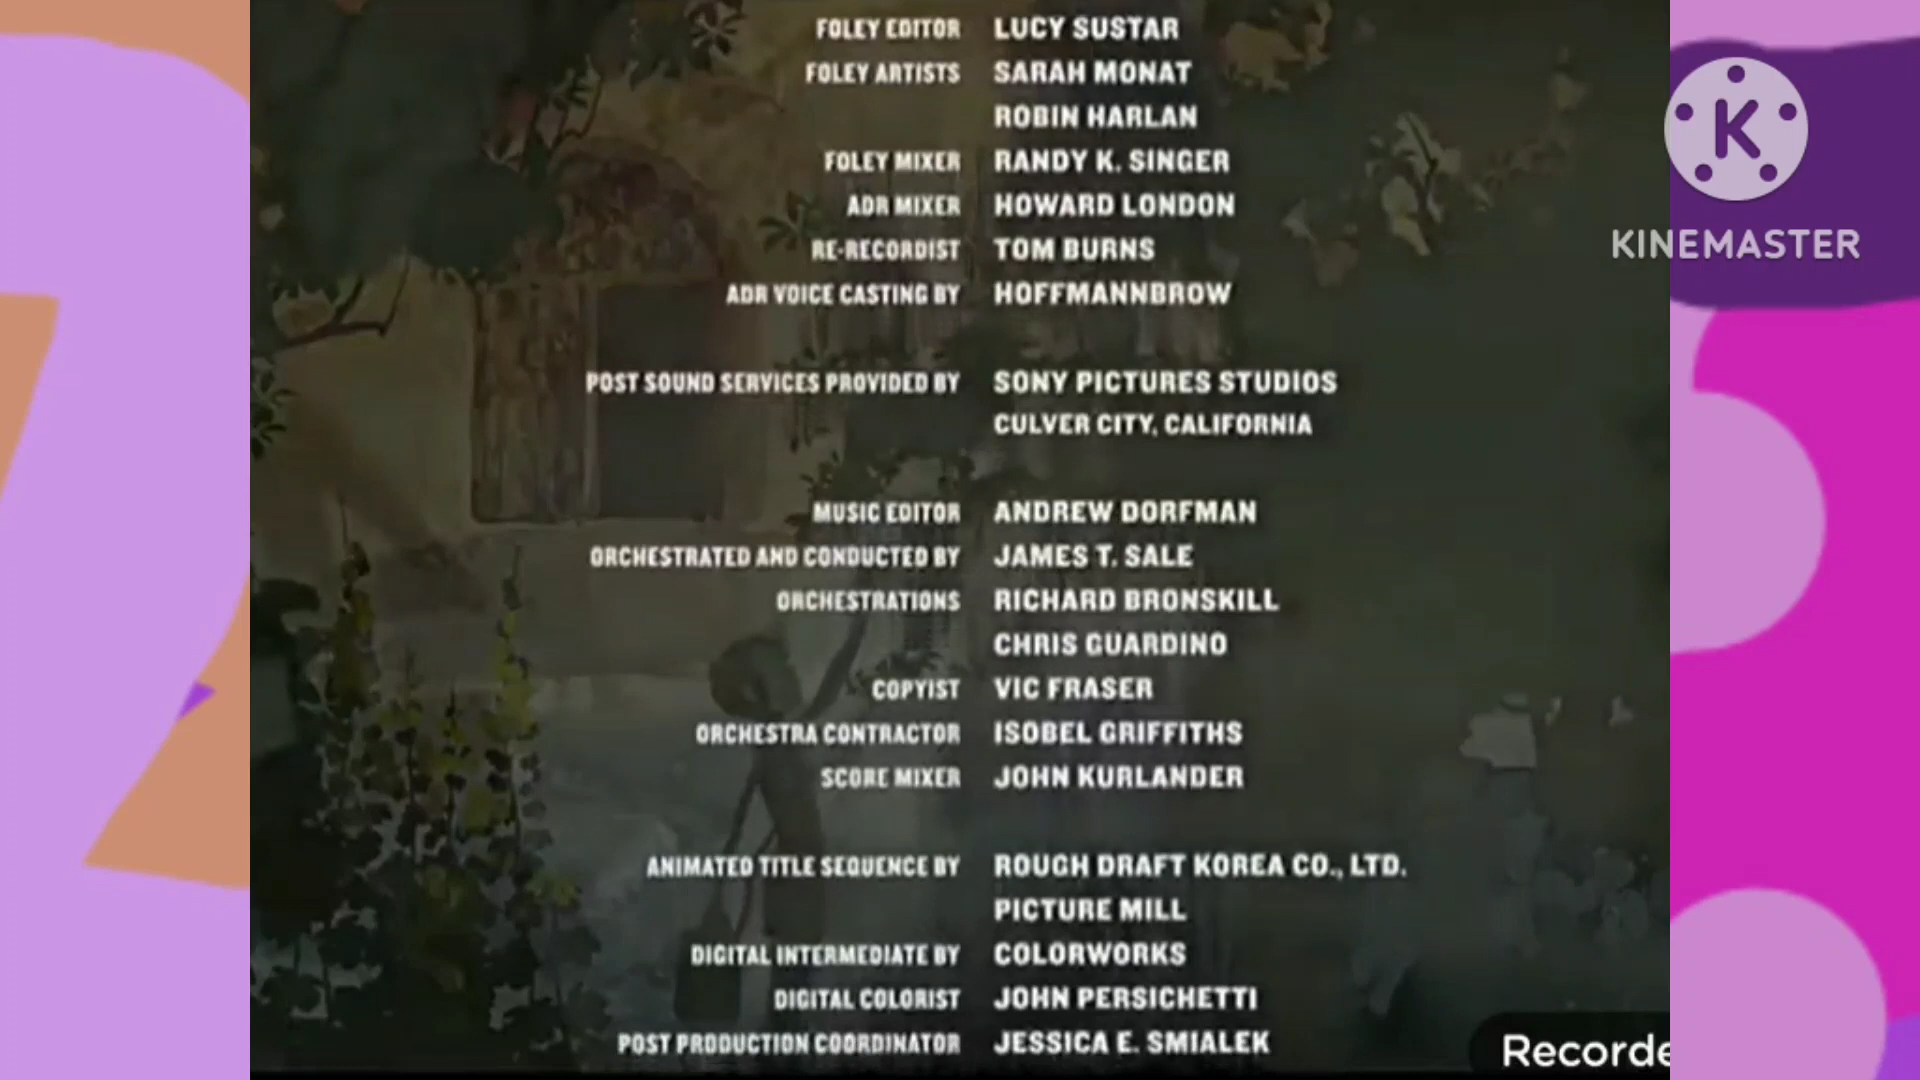 FOLEY EDITOR LUCY SUSTAR
FOLEY ARTISTS SARAH MONAT
ROBIN HARLAN
FOLEY MIXER RANDY K. SINGER
ADR MIXER HOWARD LONDON
RE-RECORDIST TOM BURNS
ADR VOICE CASTING BY HOFFMANNBROW
POST SOUND SERVICES PROVIDED BY SONY PICTURES STUDIOS
CULVER CITY, CALIFORNIA
MUSIC EDITOR ANDREW DORFMAN
ORCHESTRATED AND CONDUCTED BY JAMES T. SALE
ORCHESTRATIONS RICHARD BRONSKILL
CHRIS GUARDINO
COPYIST VIC FRASER
ORCHESTRA CONTRACTOR ISOBEL GRIFFITHS
SCORE MIXER JOHN KURLANDER
ANIMATED TITLE SEQUENCE BY ROUGH DRAFT KOREA CO., LTD.
PICTURE MILL
DIGITAL INTERMEDIATE BY COLORWORKS
DIGITAL COLORIST JOHN PERSICHETTI
POST PRODUCTION COORDINATOR JESSICA E. SMIALEK
K
KINEMASTER
Recorde